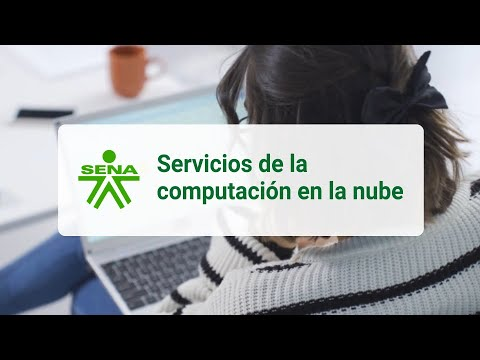 SENA
Servicios de la
computación en la nube